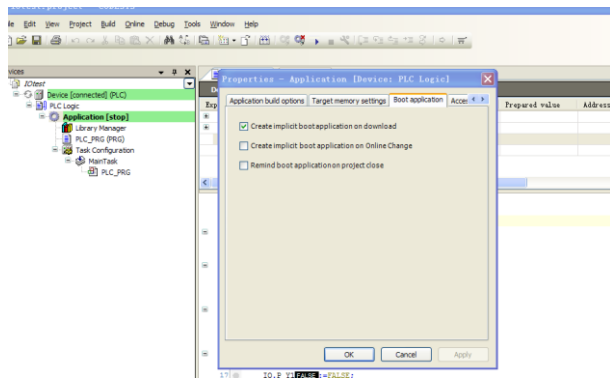 Edit View Project Build Online Debug Tools Window Help
IOtest
Device [connected] (PLC)
PLC Logic
Application [stop]
Library Manager
PLC_PRG (PRG)
Task Configuration
MainTask
PLC_PRG
Properties - Application [Device: PLC Logic]
Application build options Target memory settings Boot application Acces
Create implicit boot application on download
Create implicit boot application on Online Change
Remind boot application on project close
OK Cancel Apply
Exp
Prepared value Address
17 IO.P_Y1 FALSE :=FALSE;